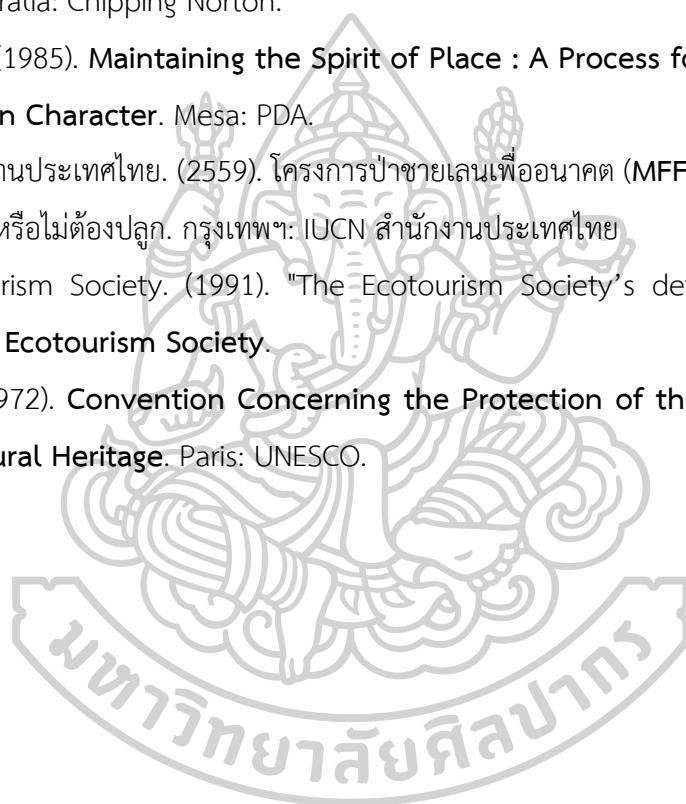 ralia: Chipping Norton.
(1985). Maintaining the Spirit of Place : A Process fo
n Character. Mesa: PDA.
านประเทศไทย. (2559). โครงการป่าชายเลนเพื่ออนาคต (MFF
หรือไม่ต้องปลูก. กรุงเทพฯ: IUCN สำนักงานประเทศไทย
rism Society. (1991). "The Ecotourism Society’s de
Ecotourism Society.
972). Convention Concerning the Protection of th
ural Heritage. Paris: UNESCO.
มหาวิทยาลัยศิลปากร